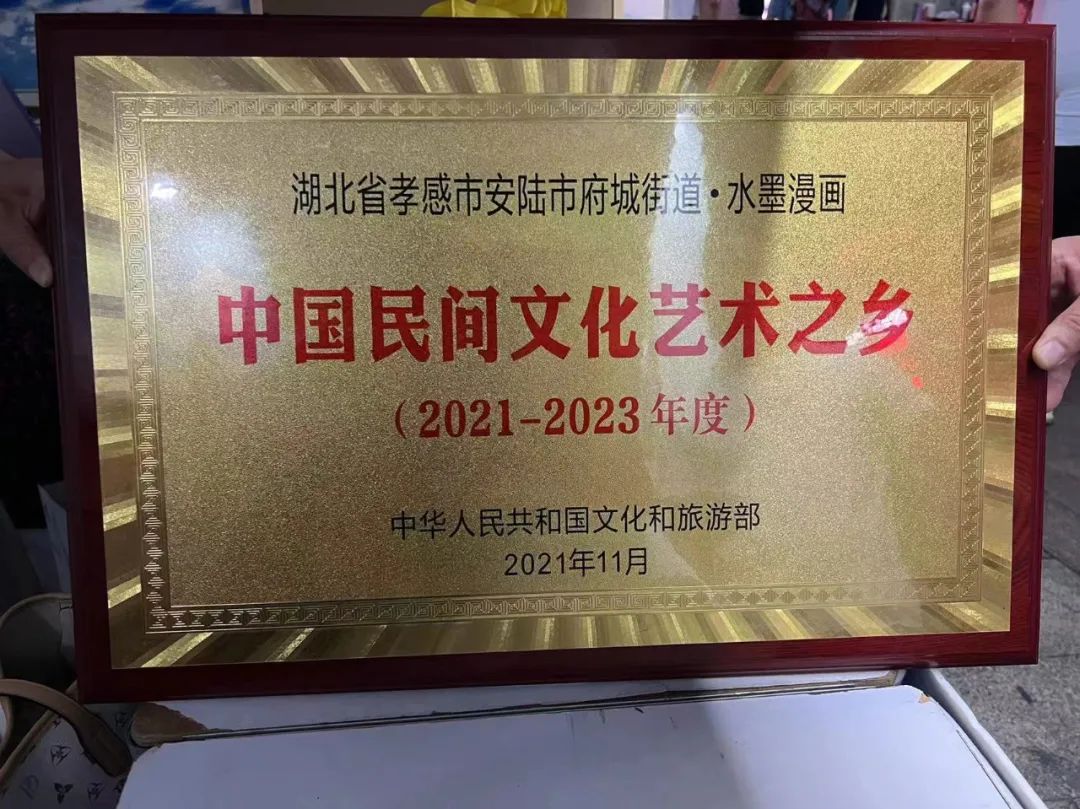 湖北省孝感市安陆市府城街道·水墨漫画
中国民间文化艺术之乡
（2021-2023年度）
中华人民共和国文化和旅游部
2021年11月